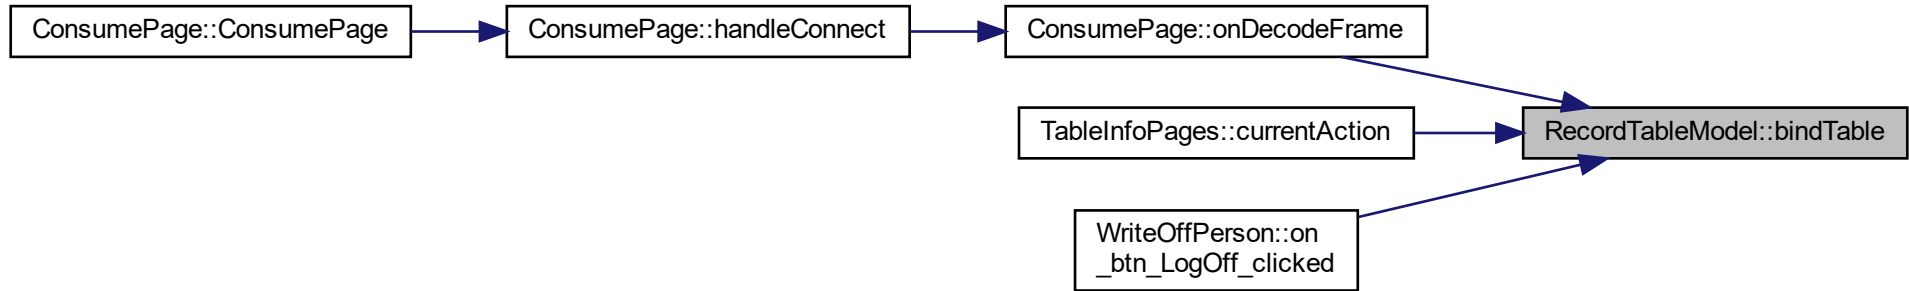 ConsumePage::ConsumePage
ConsumePage::handleConnect
ConsumePage::onDecodeFrame
TableInfoPages::currentAction
RecordTableModel::bindTable
WriteOffPerson::on
_btn_LogOff_clicked